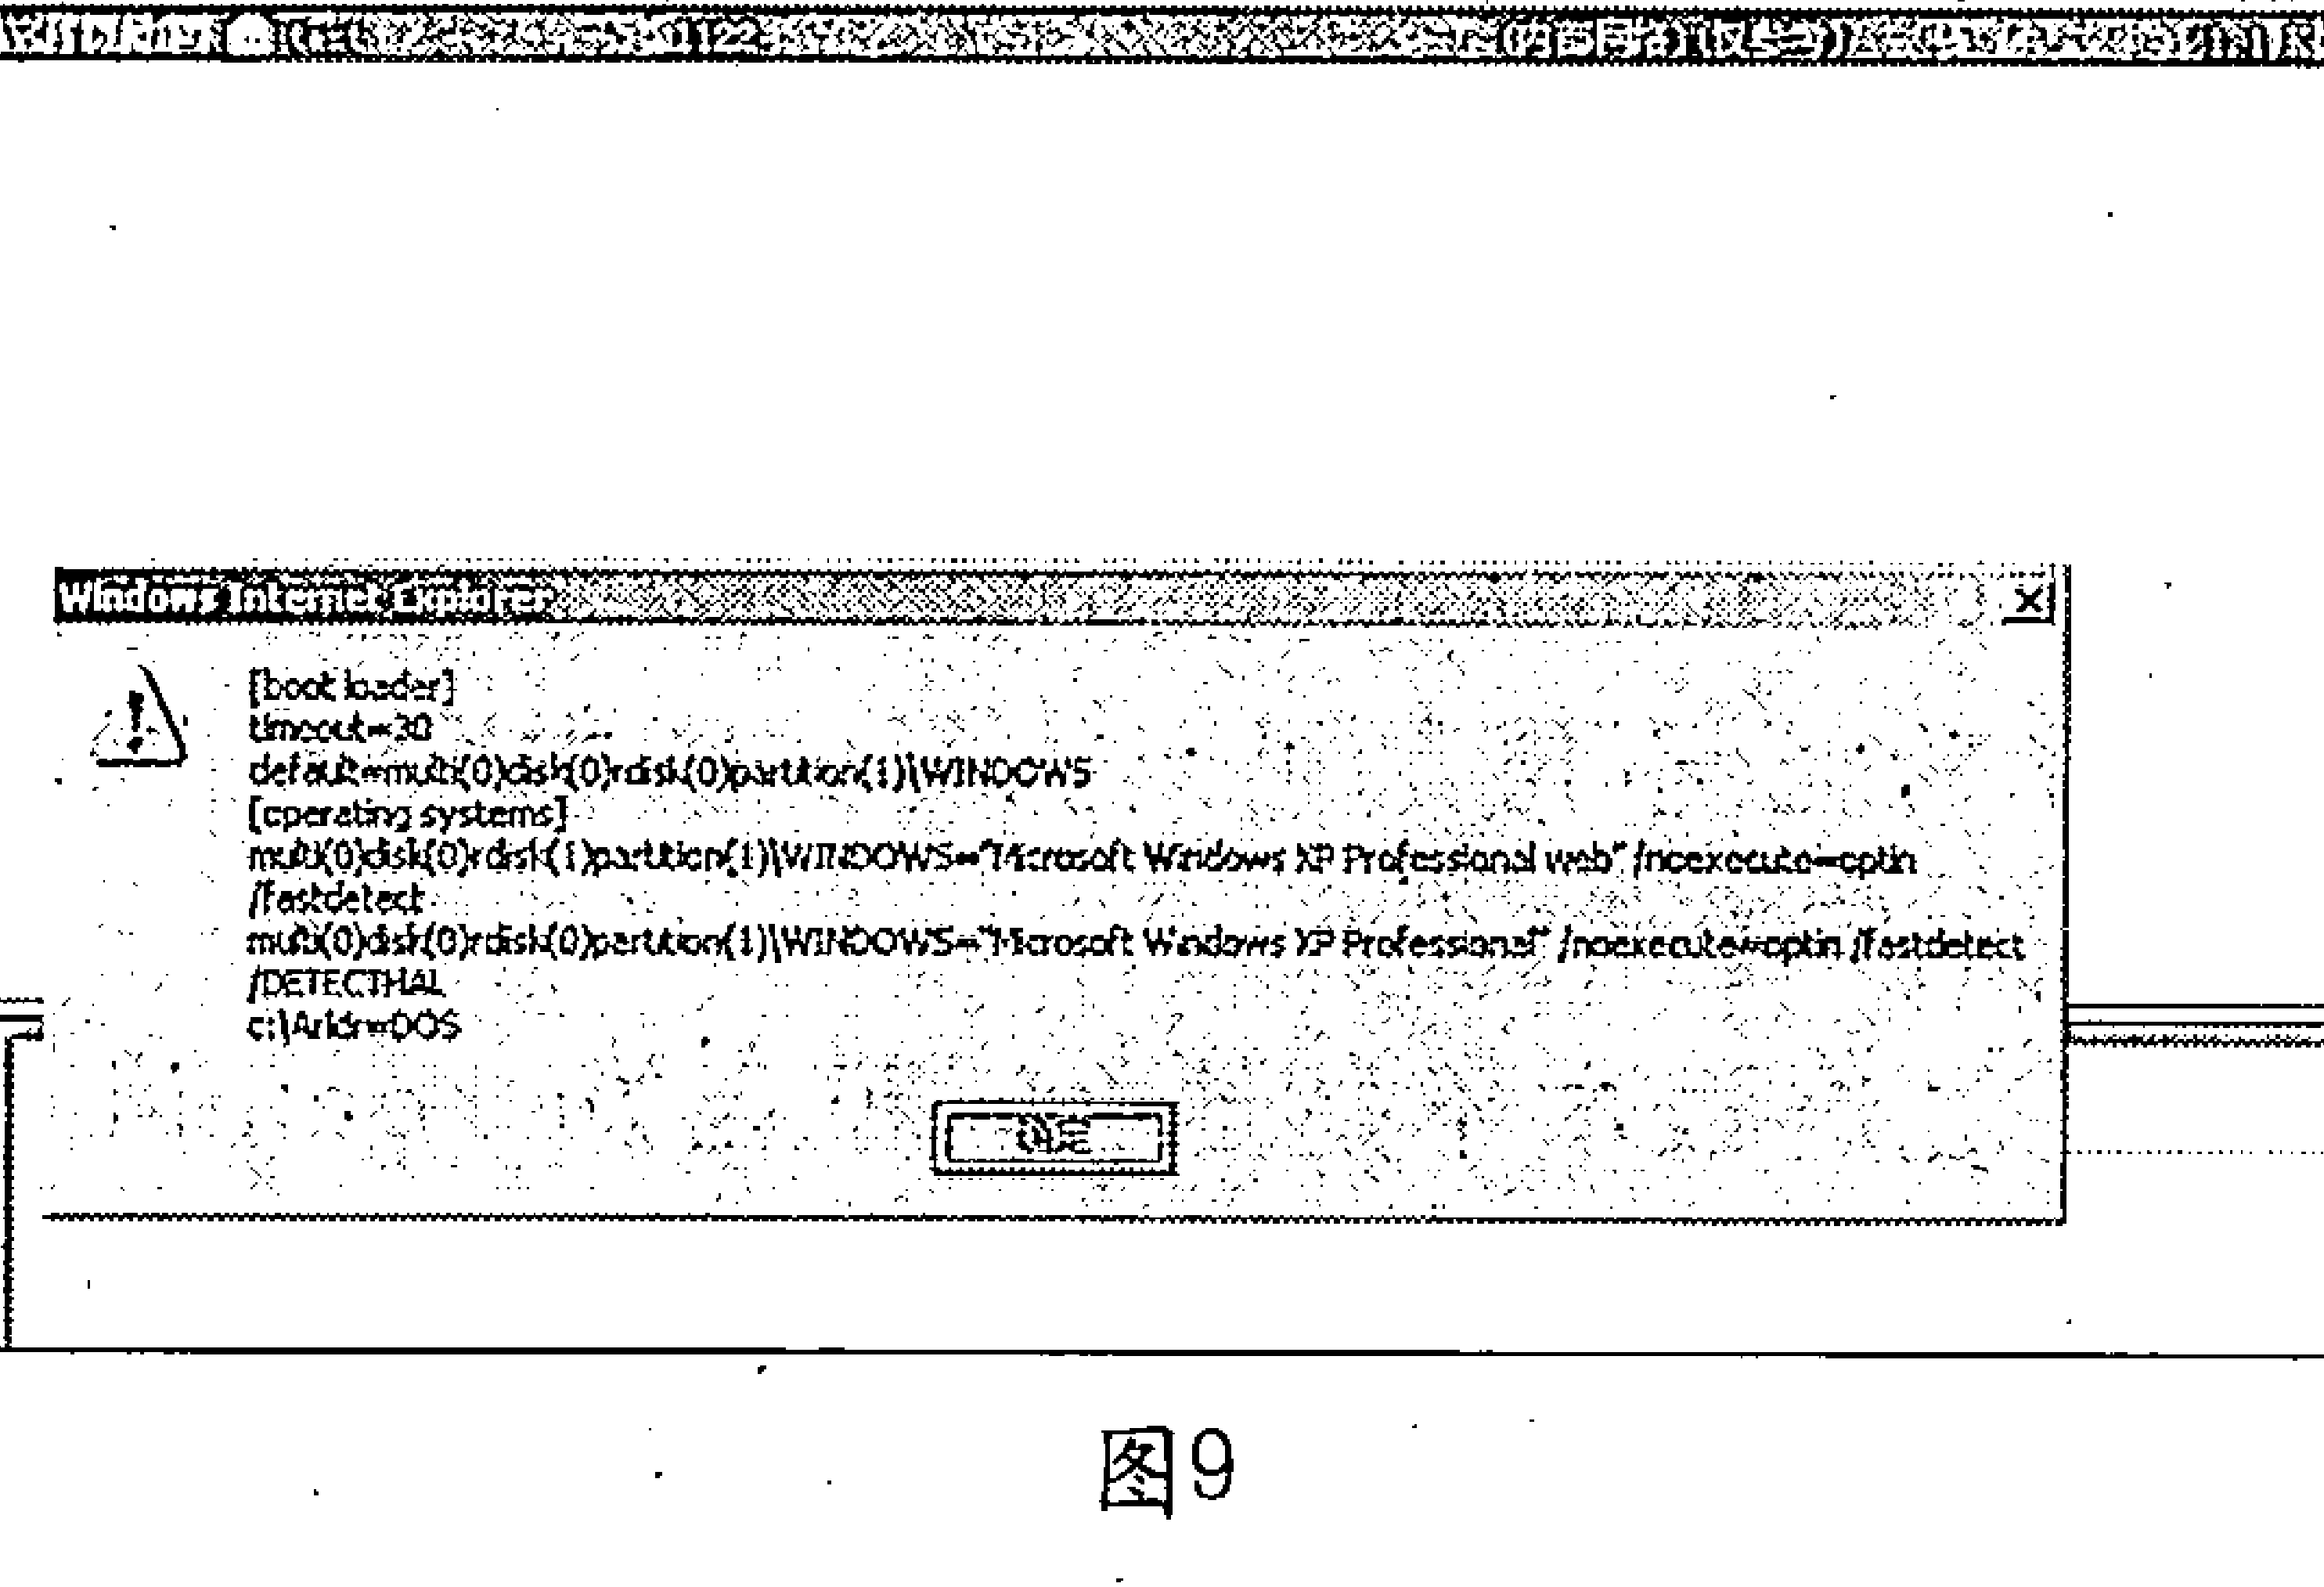 Windows Internet Explorer
[boot loader]
timeout=30
default=multi(0)disk(0)rdisk(0)partition(1)\WINDOWS
[operating systems]
multi(0)disk(0)rdisk(1)partition(1)\WINDOWS="Microsoft Windows XP Professional web" /noexecute=optin
/fastdetect
multi(0)disk(0)rdisk(0)partition(1)\WINDOWS="Microsoft Windows XP Professional" /noexecute=optin /fastdetect
/DETECTHAL
c:\Arldr=DOS
确定
图9